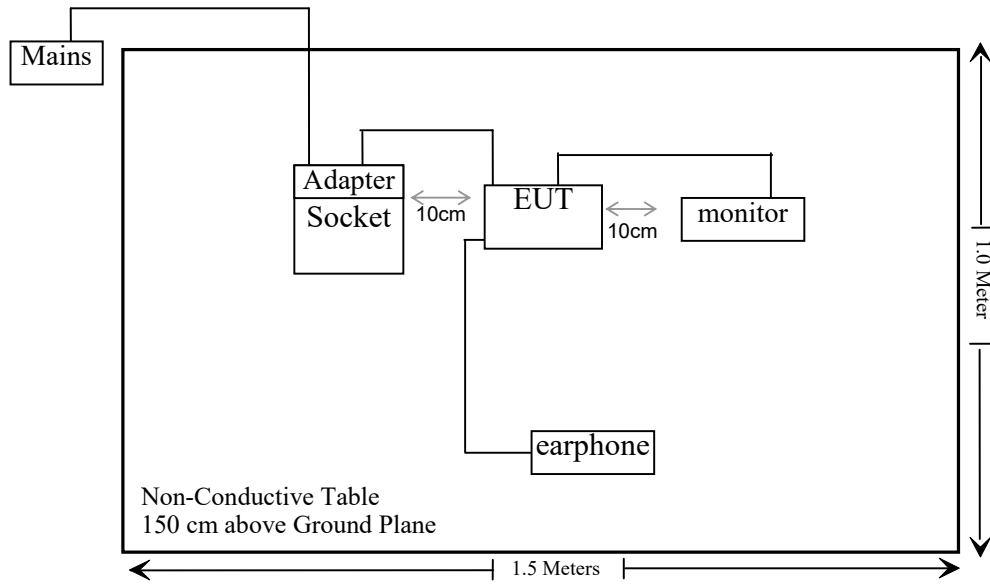 Mains
Adapter
Socket
10cm
EUT
10cm
monitor
1.0 Meter
earphone
Non-Conductive Table
150 cm above Ground Plane
1.5 Meters